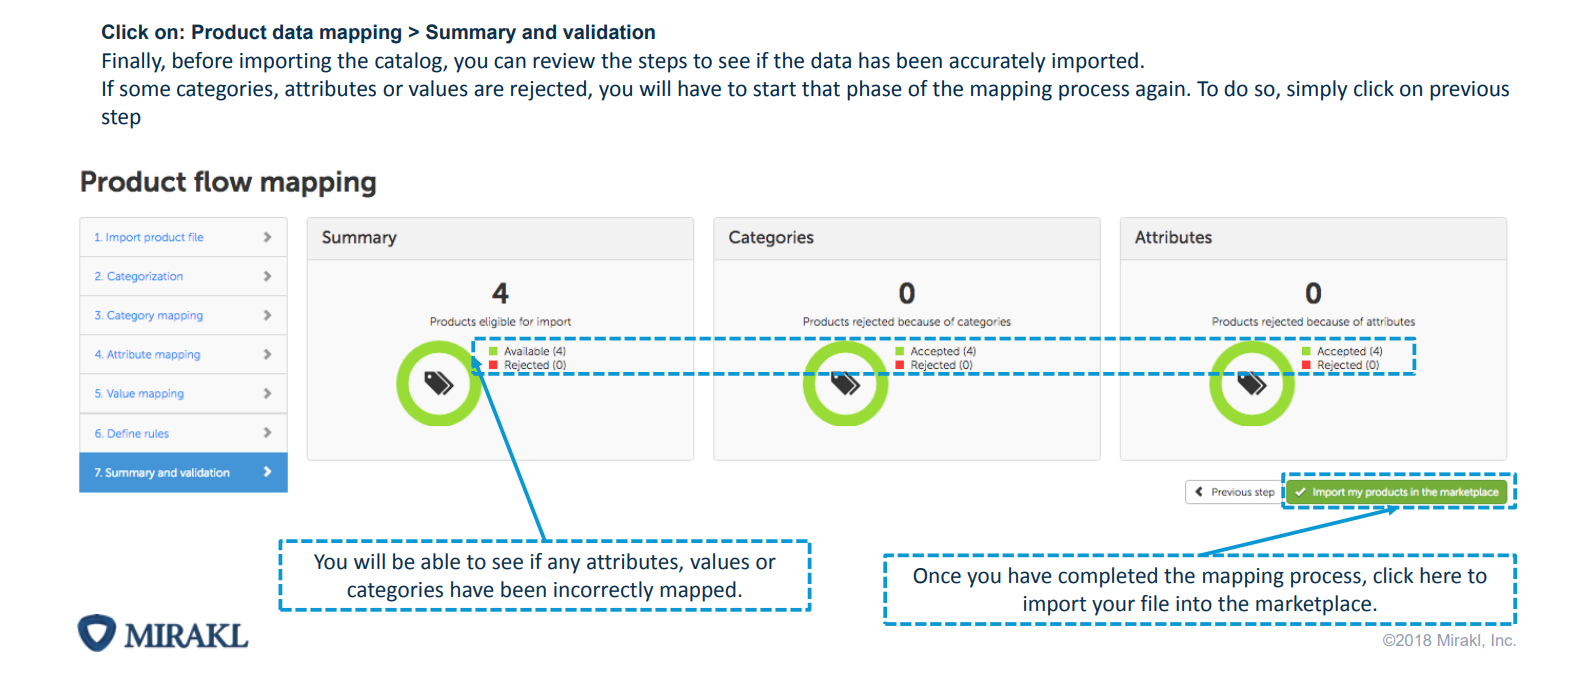 Click on: Product data mapping > Summary and validation
Finally, before importing the catalog, you can review the steps to see if the data has been accurately imported.
If some categories, attributes or values are rejected, you will have to start that phase of the mapping process again. To do so, simply click on previous
step
Product flow mapping
1. Import product file
2. Categorization
3. Category mapping
4. Attribute mapping
5. Value mapping
6. Define rules
7. Summary and validation
Summary
4
Products eligible for import
Available (4)
Rejected (0)
Categories
0
Products rejected because of categories
Accepted (4)
Rejected (0)
Attributes
0
Products rejected because of attributes
Accepted (4)
Rejected (0)
Previous step
Import my products in the marketplace
You will be able to see if any attributes, values or
categories have been incorrectly mapped.
Once you have completed the mapping process, click here to
import your file into the marketplace.
MIRAKL
©2018 Mirakl, Inc.